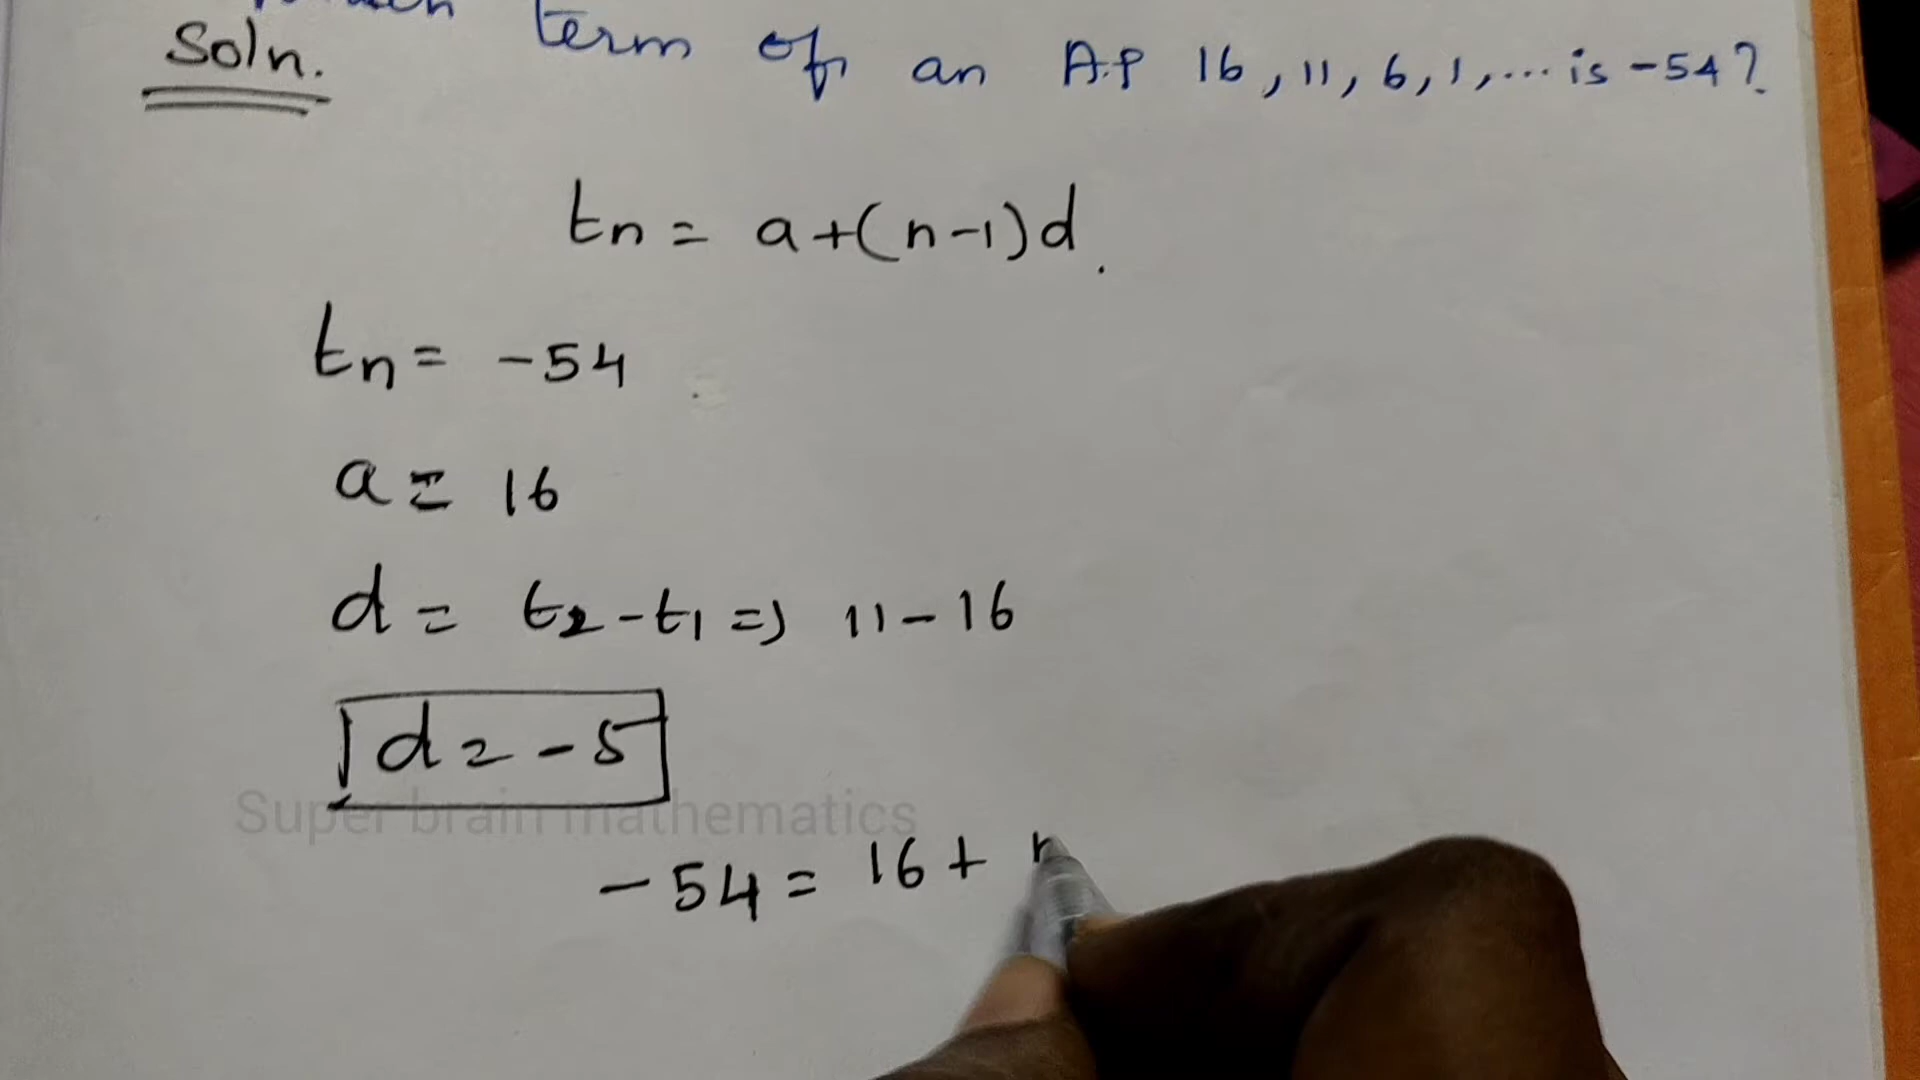 term of an A.P 16, 11, 6, 1, ... is -54?
Soln.
tn = a+(n-1)d.
tn = -54
a = 16
d = t2-t1 => 11-16
d = -5
Super brain mathematics
-54 = 16 +